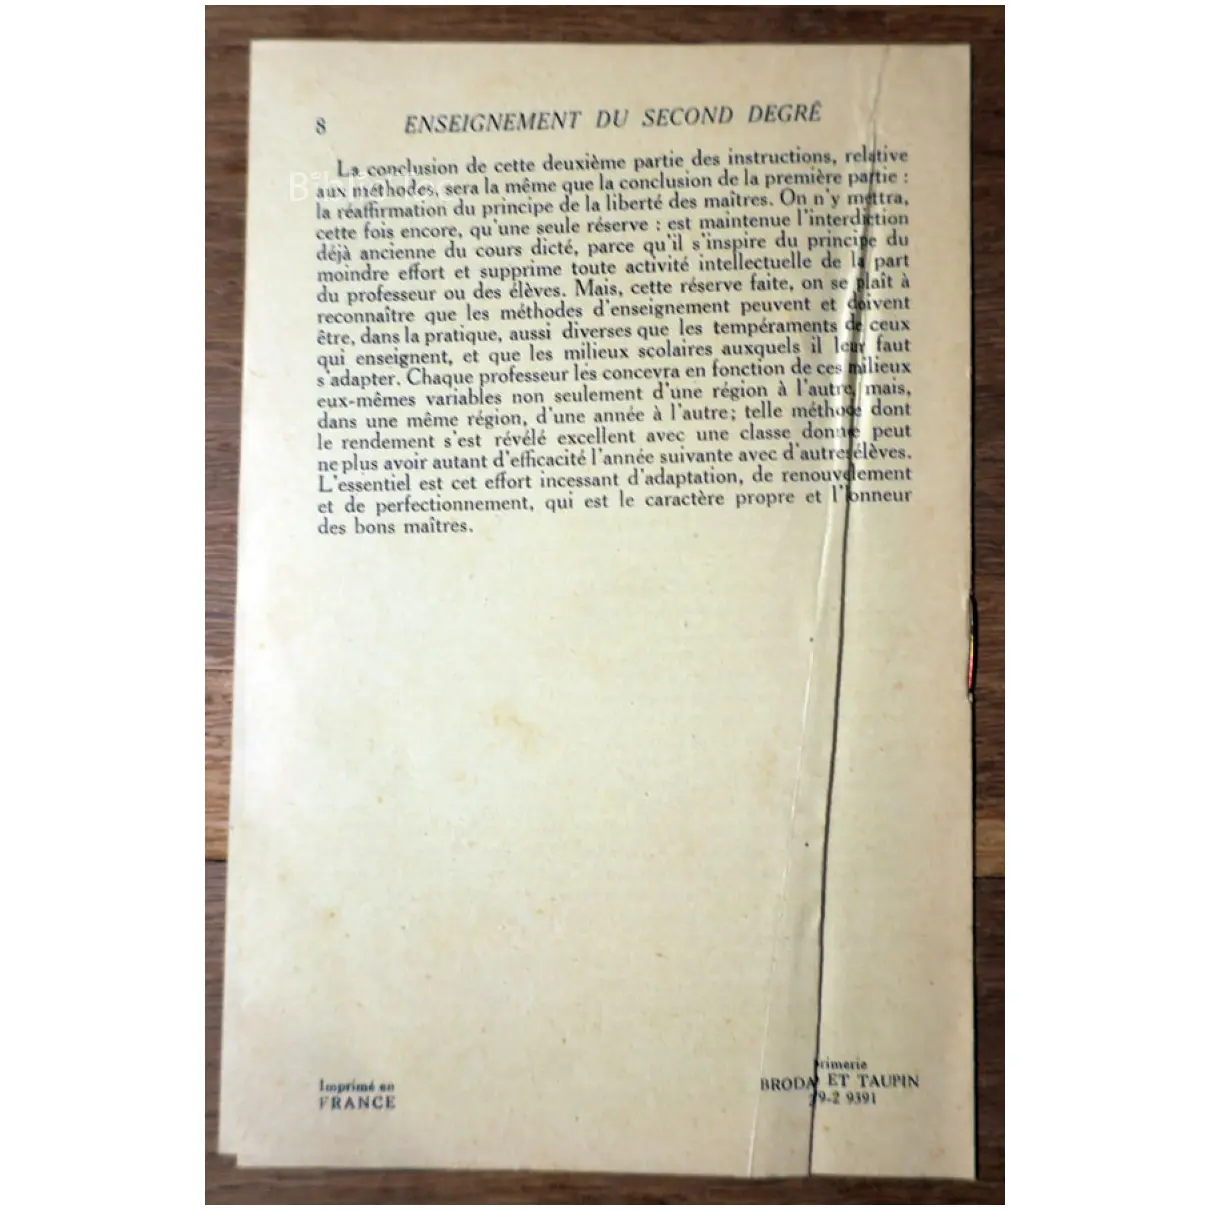 8 ENSEIGNEMENT DU SECOND DEGRÊ
La conclusion de cette deuxième partie des instructions, relative
aux méthodes, sera la même que la conclusion de la première partie :
la réaffirmation du principe de la liberté des maîtres. On n'y mettra,
cette fois encore, qu'une seule réserve : est maintenue l'interdiction
déjà ancienne du cours dicté, parce qu'il s'inspire du principe du
moindre effort et supprime toute activité intellectuelle de la part
du professeur ou des élèves. Mais, cette réserve faite, on se plaît à
reconnaître que les méthodes d'enseignement peuvent et doivent
être, dans la pratique, aussi diverses que les tempéraments de ceux
qui enseignent, et que les milieux scolaires auxquels il leur faut
s'adapter. Chaque professeur les concevra en fonction de ces milieux
eux-mêmes variables non seulement d'une région à l'autre, mais,
dans une même région, d'une année à l'autre; telle méthode dont
le rendement s'est révélé excellent avec une classe donnée peut
ne plus avoir autant d'efficacité l'année suivante avec d'autres élèves.
L'essentiel est cet effort incessant d'adaptation, de renouvellement
et de perfectionnement, qui est le caractère propre et l'honneur
des bons maîtres.
Imprimé en
FRANCE
rimerie
BRODA ET TAUPIN
9-2 9391